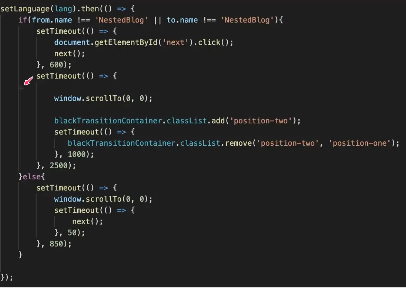 setLanguage(lang).then(() => {
if(from.name !== 'NestedBlog' || to.name !== 'NestedBlog'){
setTimeout(() => {
document.getElementById('next').click();
next();
}, 600);
setTimeout(() => {
window.scrollTo(0, 0);
blackTransitionContainer.classList.add('position-two');
setTimeout(() => {
blackTransitionContainer.classList.remove('position-two', 'position-one');
}, 1000);
}, 2500);
}else{
setTimeout(() => {
window.scrollTo(0, 0);
setTimeout(() => {
next();
}, 50);
}, 850);
}
});